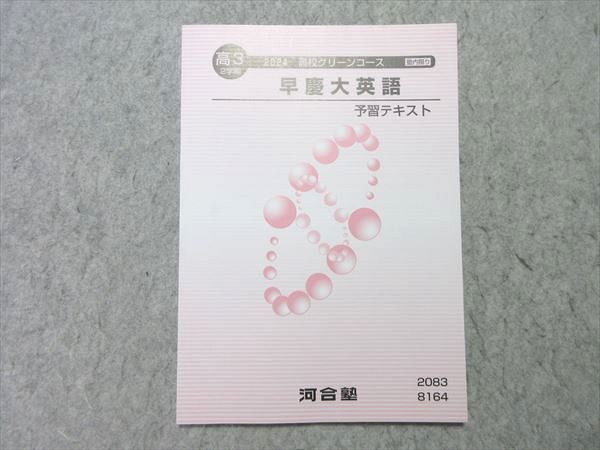 高3
2学期
2024 高校グリーンコース
塾内限り
早慶大英語
予習テキスト
河合塾
2083
8164